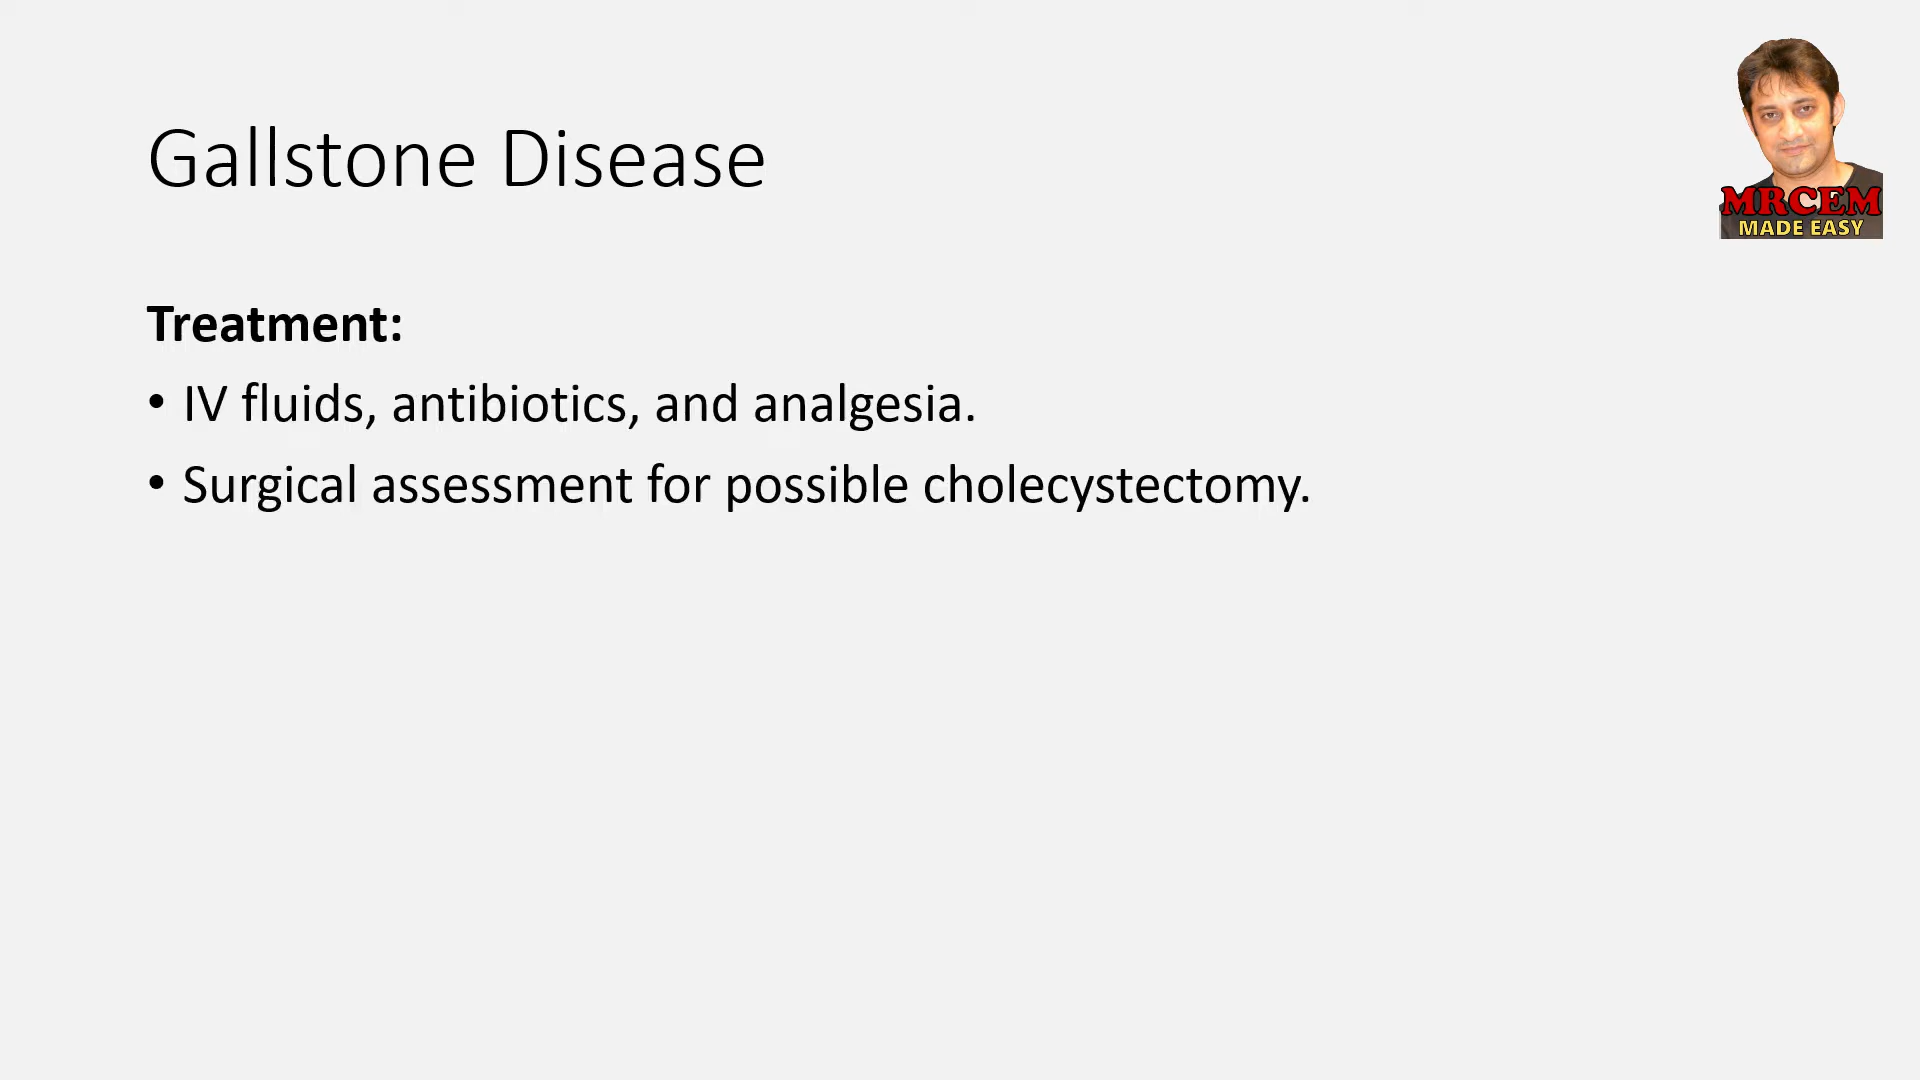 Gallstone Disease
MRCEM
MADE EASY
Treatment:
• IV fluids, antibiotics, and analgesia.
• Surgical assessment for possible cholecystectomy.